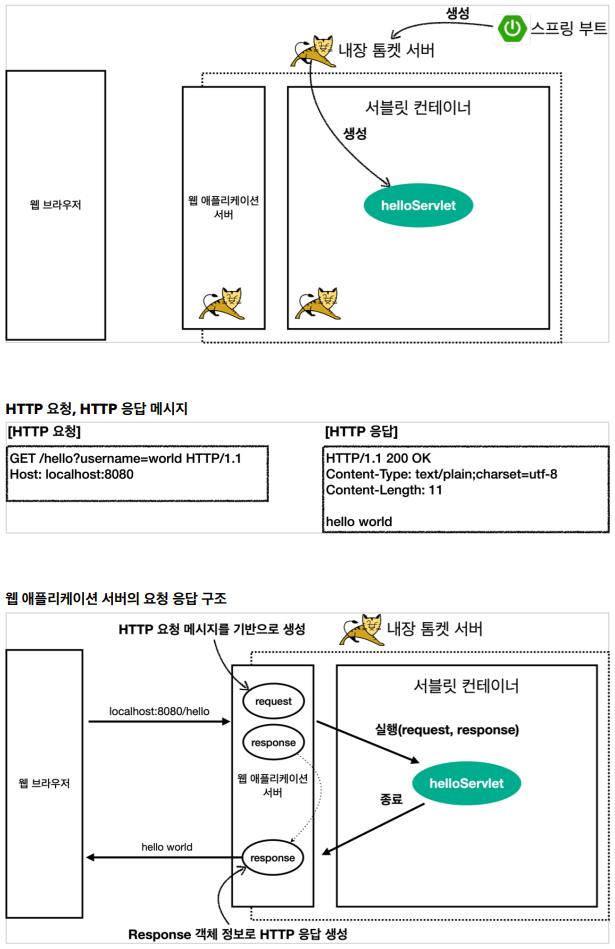 생성
스프링 부트
내장 톰켓 서버
서블릿 컨테이너
생성
웹 브라우저
웹 애플리케이션
서버
helloServlet
HTTP 요청, HTTP 응답 메시지
[HTTP 요청]
GET /hello?username=world HTTP/1.1
Host: localhost:8080
[HTTP 응답]
HTTP/1.1 200 OK
Content-Type: text/plain;charset=utf-8
Content-Length: 11
hello world
웹 애플리케이션 서버의 요청 응답 구조
HTTP 요청 메시지를 기반으로 생성
내장 톰켓 서버
서블릿 컨테이너
request
localhost:8080/hello
실행(request, response)
response
웹 브라우저
웹 애플리케이션
서버
helloServlet
종료
hello world
response
Response 객체 정보로 HTTP 응답 생성